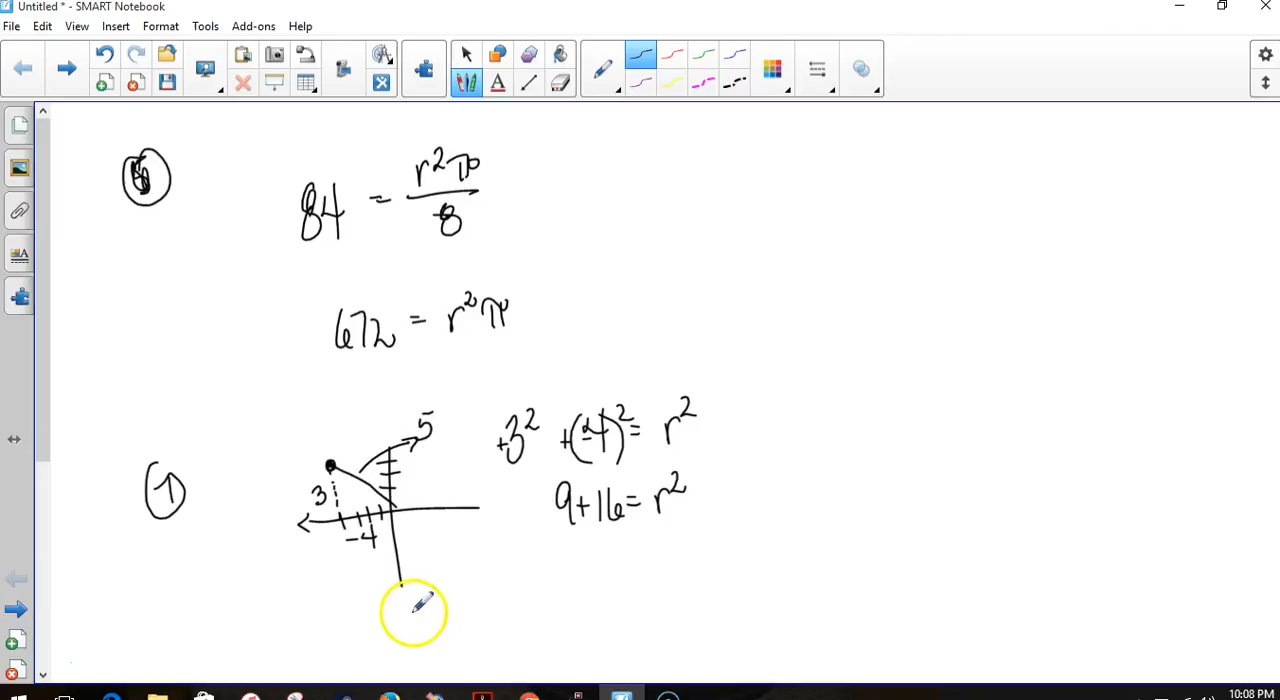 Untitled * - SMART Notebook
File Edit View Insert Format Tools Add-ons Help
84 = r²π / 8
672 = r²π
5
3
-4
+3² +(-4)² = r²
9+16 = r²
7
10:08 PM